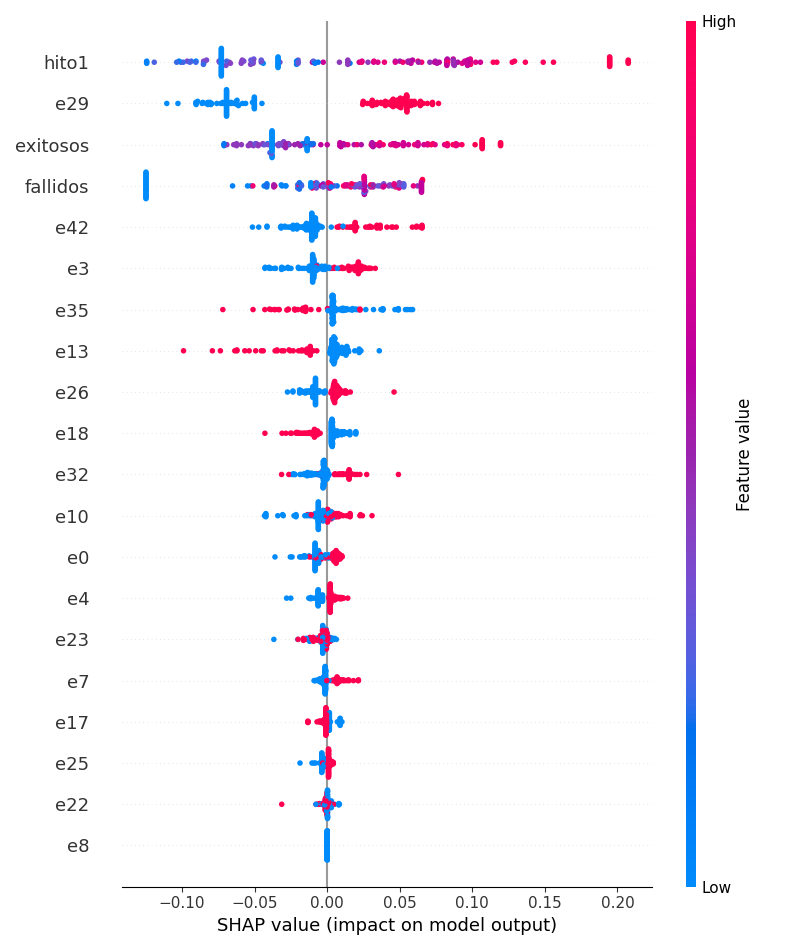 High
hito1
e29
exitosos
fallidos
e42
e3
e35
e13
e26
e18
e32
e10
e0
e4
e23
e7
e17
e25
e22
e8
Feature value
Low
−0.10 −0.05 0.00 0.05 0.10 0.15 0.20
SHAP value (impact on model output)